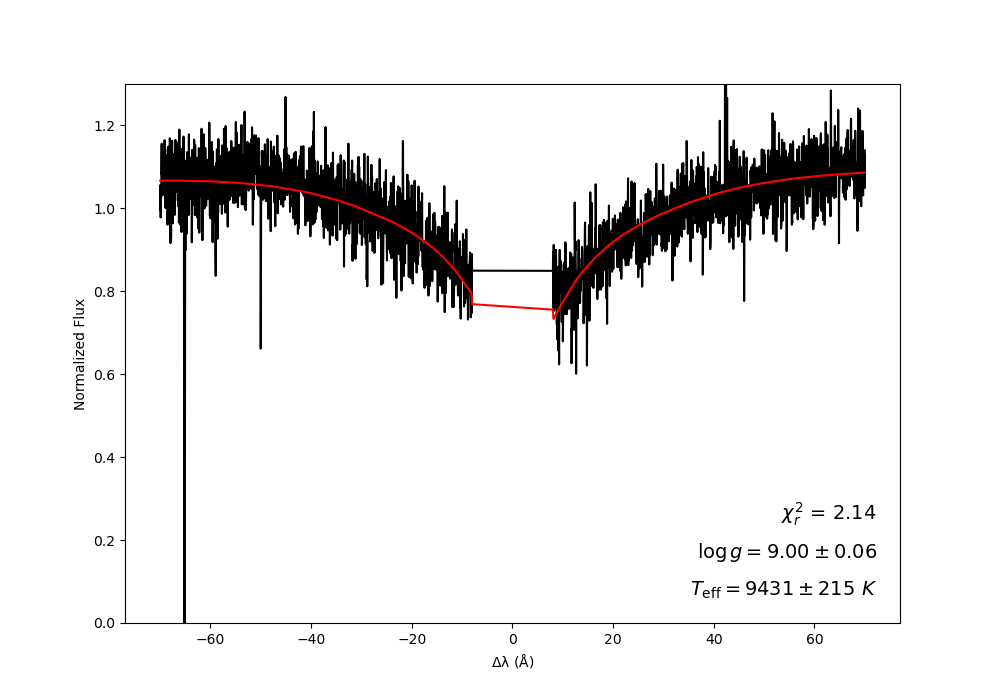 1.2
1.0
0.8
0.6
0.4
0.2
0.0
Normalized Flux
χ²ᵣ = 2.14
log g = 9.00 ± 0.06
T_eff = 9431 ± 215 K
−60 −40 −20 0 20 40 60
Δλ (Å)